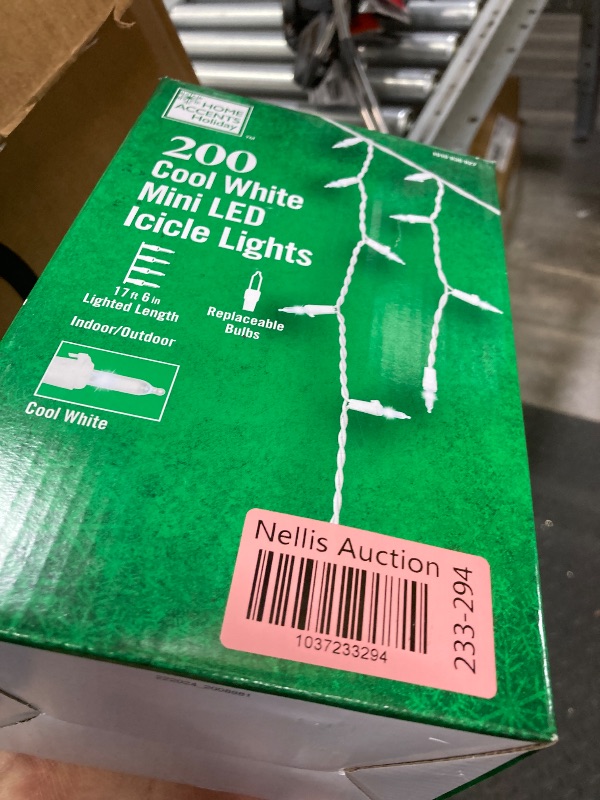 HOME
ACCENTS
Holiday™
200
Cool White
Mini LED
Icicle Lights
17 ft 6 in
Lighted Length
Replaceable
Bulbs
Indoor/Outdoor
Cool White
Nellis Auction
1037233294
233-294